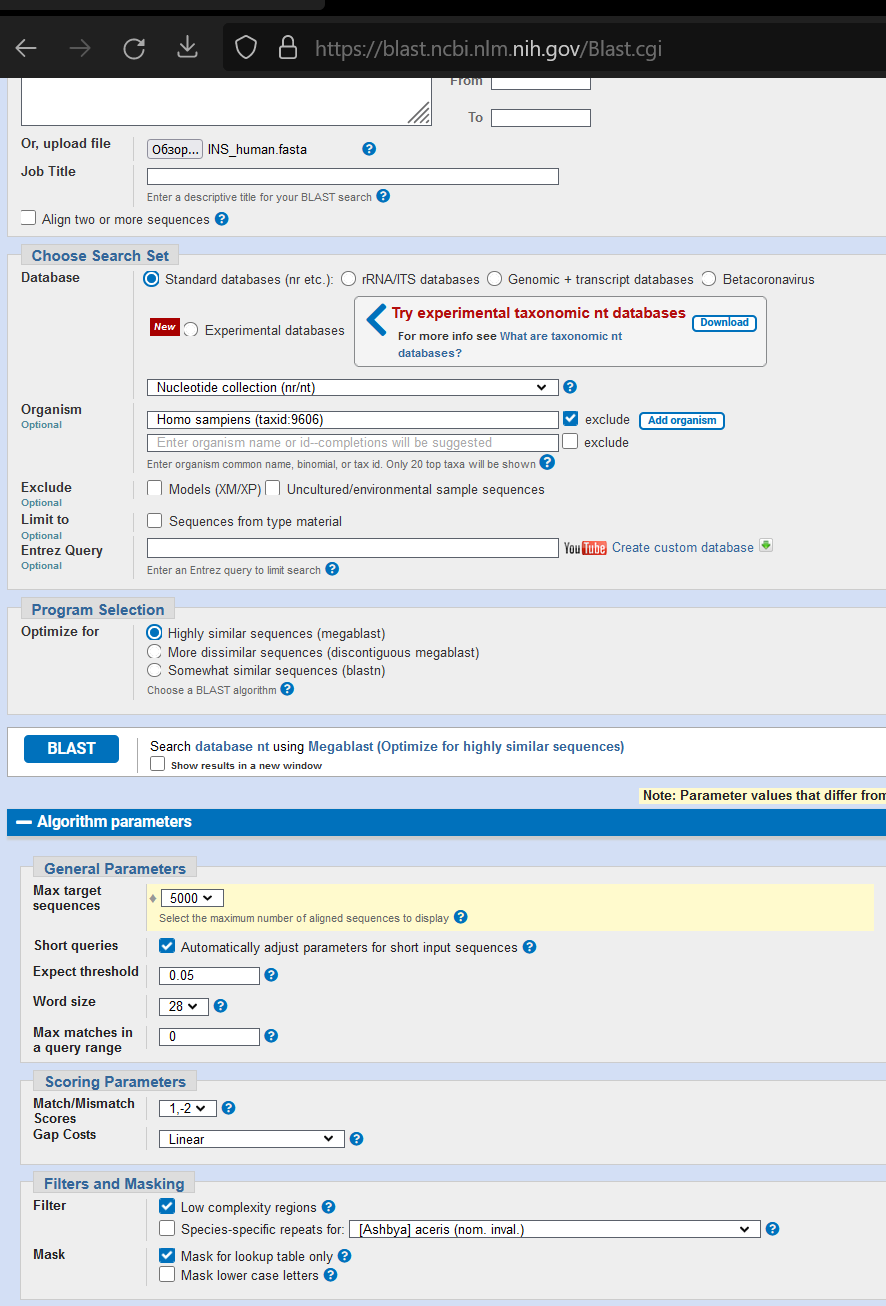 https://blast.ncbi.nlm.nih.gov/Blast.cgi
From
To
Or, upload file
Обзор... INS_human.fasta
Job Title
Enter a descriptive title for your BLAST search
Align two or more sequences
Choose Search Set
Database
Standard databases (nr etc.): rRNA/ITS databases Genomic + transcript databases Betacoronavirus
New Experimental databases
Try experimental taxonomic nt databases
Download
For more info see What are taxonomic nt
databases?
Nucleotide collection (nr/nt)
Organism
Optional
Homo sampiens (taxid:9606) exclude Add organism
Enter organism name or id--completions will be suggested exclude
Enter organism common name, binomial, or tax id. Only 20 top taxa will be shown
Exclude
Optional
Models (XM/XP) Uncultured/environmental sample sequences
Limit to
Optional
Sequences from type material
Entrez Query
Optional
YouTube Create custom database
Enter an Entrez query to limit search
Program Selection
Optimize for
Highly similar sequences (megablast)
More dissimilar sequences (discontiguous megablast)
Somewhat similar sequences (blastn)
Choose a BLAST algorithm
BLAST
Search database nt using Megablast (Optimize for highly similar sequences)
Show results in a new window
Note: Parameter values that differ from
Algorithm parameters
General Parameters
Max target
sequences
5000
Select the maximum number of aligned sequences to display
Short queries
Automatically adjust parameters for short input sequences
Expect threshold
0.05
Word size
28
Max matches in
a query range
0
Scoring Parameters
Match/Mismatch
Scores
1,-2
Gap Costs
Linear
Filters and Masking
Filter
Low complexity regions
Species-specific repeats for: [Ashbya] aceris (nom. inval.)
Mask
Mask for lookup table only
Mask lower case letters